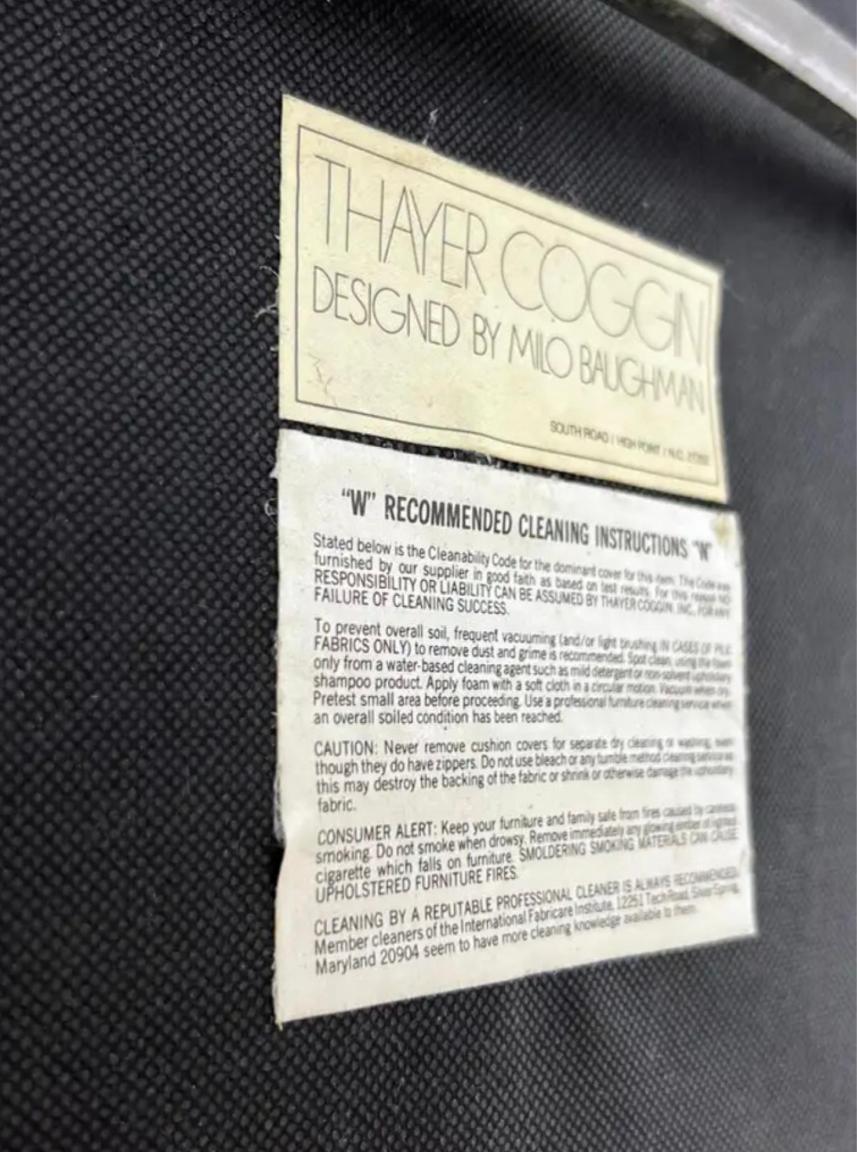 THAYER COGGIN
DESIGNED BY MILO BAUGHMAN
SOUTH ROAD / HIGH POINT / N.C.
"W" RECOMMENDED CLEANING INSTRUCTIONS "W"
Stated below is the Cleanability Code for the dominant cover for this item. The Code was
furnished by our supplier in good faith as based on test results. For this reason NO
RESPONSIBILITY OR LIABILITY CAN BE ASSUMED BY THAYER COGGIN, INC., FOR ANY
FAILURE OF CLEANING SUCCESS.
To prevent overall soil, frequent vacuuming (and/or light brushing IN CASES OF PILE
FABRICS ONLY) to remove dust and grime is recommended. Spot clean, using the foam
only from a water-based cleaning agent such as mild detergent or non-solvent upholstery
shampoo product. Apply foam with a soft cloth in a circular motion. Vacuum when dry.
Pretest small area before proceeding. Use a professional furniture cleaning service when
an overall soiled condition has been reached.
CAUTION: Never remove cushion covers for separate dry cleaning or washing, even
though they do have zippers. Do not use bleach or any tumble method cleaning service as
this may destroy the backing of the fabric or shrink or otherwise damage the upholstery
fabric.
CONSUMER ALERT: Keep your furniture and family safe from fires caused by careless
smoking. Do not smoke when drowsy. Remove immediately any glowing ember or lighted
cigarette which falls on furniture. SMOLDERING SMOKING MATERIALS CAN CAUSE
UPHOLSTERED FURNITURE FIRES.
CLEANING BY A REPUTABLE PROFESSIONAL CLEANER IS ALWAYS RECOMMENDED.
Member cleaners of the International Fabricare Institute, 12251 Tech Road, Silver Spring,
Maryland 20904 seem to have more cleaning knowledge available to them.